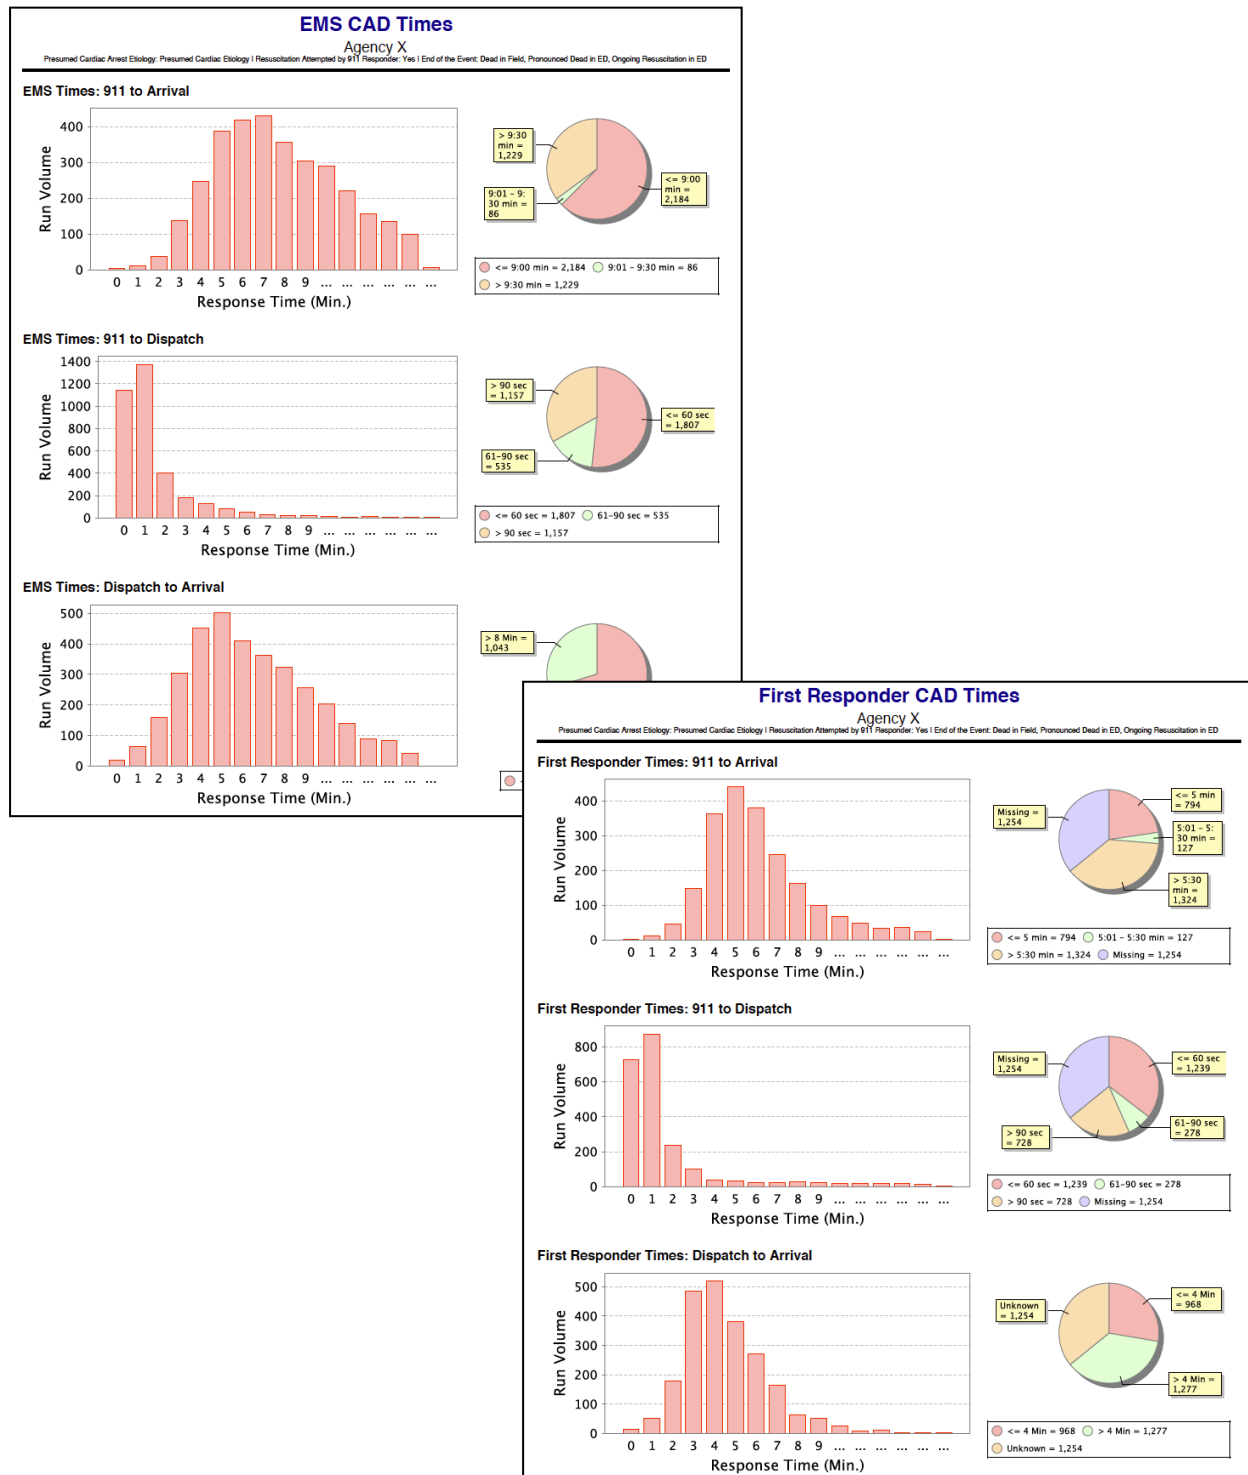 EMS CAD Times
Agency X
Presumed Cardiac Arrest Etiology: Presumed Cardiac Etiology | Resuscitation Attempted by 911 Responder: Yes | End of the Event: Dead in Field, Pronounced Dead in ED, Ongoing Resuscitation in ED
EMS Times: 911 to Arrival
Run Volume
400
300
200
100
0
0 1 2 3 4 5 6 7 8 9 ... ... ... ... ... ...
Response Time (Min.)
> 9:30
min =
1,229
9:01 - 9:
30 min =
86
<= 9:00
min =
2,184
<= 9:00 min = 2,184 9:01 - 9:30 min = 86
> 9:30 min = 1,229
EMS Times: 911 to Dispatch
Run Volume
1400
1200
1000
800
600
400
200
0
0 1 2 3 4 5 6 7 8 9 ... ... ... ... ... ...
Response Time (Min.)
> 90 sec
= 1,157
<= 60 sec
= 1,807
61-90 sec
= 535
<= 60 sec = 1,807 61-90 sec = 535
> 90 sec = 1,157
EMS Times: Dispatch to Arrival
Run Volume
500
400
300
200
100
0
0 1 2 3 4 5 6 7 8 9 ... ... ... ... ... ...
Response Time (Min.)
> 8 Min =
1,043
First Responder CAD Times
Agency X
Presumed Cardiac Arrest Etiology: Presumed Cardiac Etiology | Resuscitation Attempted by 911 Responder: Yes | End of the Event: Dead in Field, Pronounced Dead in ED, Ongoing Resuscitation in ED
First Responder Times: 911 to Arrival
Run Volume
400
300
200
100
0
0 1 2 3 4 5 6 7 8 9 ... ... ... ... ... ...
Response Time (Min.)
Missing =
1,254
<= 5 min
= 794
5:01 - 5:
30 min =
127
> 5:30
min =
1,324
<= 5 min = 794 5:01 - 5:30 min = 127
> 5:30 min = 1,324 Missing = 1,254
First Responder Times: 911 to Dispatch
Run Volume
800
600
400
200
0
0 1 2 3 4 5 6 7 8 9 ... ... ... ... ... ...
Response Time (Min.)
Missing =
1,254
<= 60 sec
= 1,239
> 90 sec
= 728
61-90 sec
= 278
<= 60 sec = 1,239 61-90 sec = 278
> 90 sec = 728 Missing = 1,254
First Responder Times: Dispatch to Arrival
Run Volume
500
400
300
200
100
0
0 1 2 3 4 5 6 7 8 9 ... ... ... ... ... ...
Response Time (Min.)
Unknown
= 1,254
<= 4 Min
= 968
> 4 Min =
1,277
<= 4 Min = 968 > 4 Min = 1,277
Unknown = 1,254